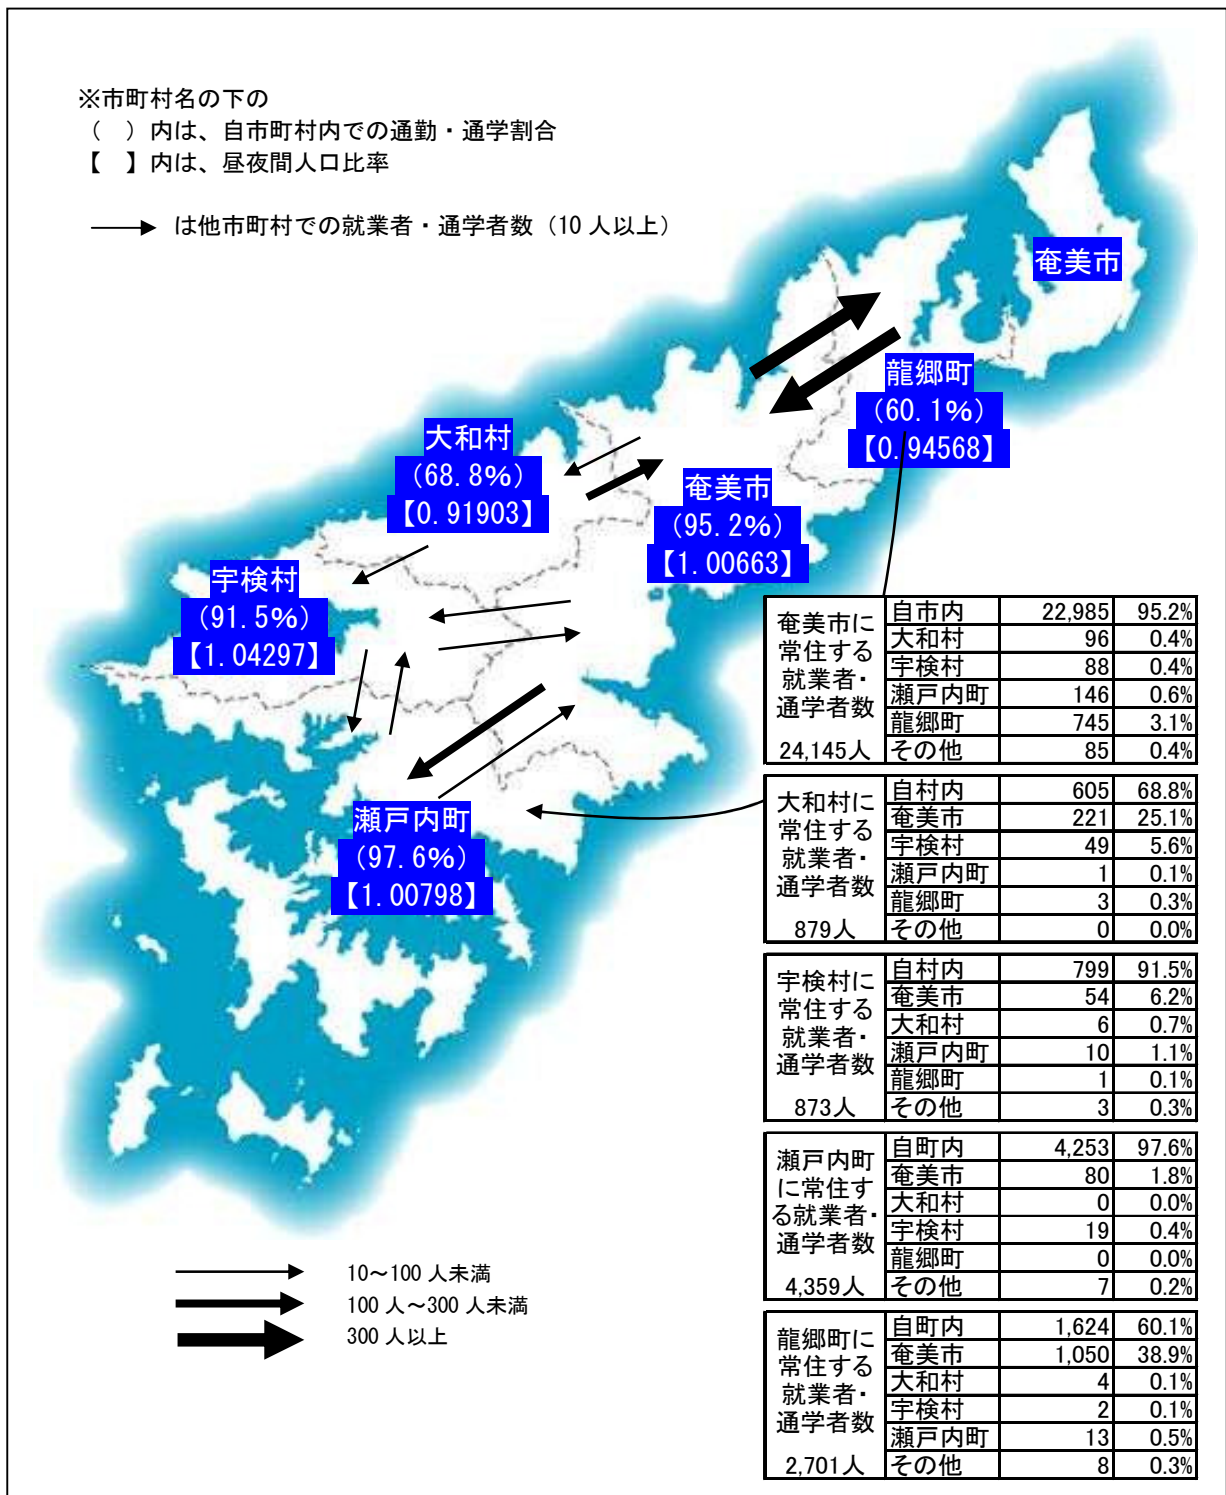 ※市町村名の下の
（　）内は、自市町村内での通勤・通学割合
【　】内は、昼夜間人口比率
は他市町村での就業者・通学者数（10人以上）
奄美市
龍郷町
(60.1%)
【0.94568】
大和村
(68.8%)
【0.91903】
奄美市
(95.2%)
【1.00663】
宇検村
(91.5%)
【1.04297】
瀬戸内町
(97.6%)
【1.00798】
奄美市に
常住する
就業者・
通学者数
24,145人
自市内 22,985 95.2%
大和村 96 0.4%
宇検村 88 0.4%
瀬戸内町 146 0.6%
龍郷町 745 3.1%
その他 85 0.4%
大和村に
常住する
就業者・
通学者数
879人
自村内 605 68.8%
奄美市 221 25.1%
宇検村 49 5.6%
瀬戸内町 1 0.1%
龍郷町 3 0.3%
その他 0 0.0%
宇検村に
常住する
就業者・
通学者数
873人
自村内 799 91.5%
奄美市 54 6.2%
大和村 6 0.7%
瀬戸内町 10 1.1%
龍郷町 1 0.1%
その他 3 0.3%
瀬戸内町
に常住す
る就業者・
通学者数
4,359人
自町内 4,253 97.6%
奄美市 80 1.8%
大和村 0 0.0%
宇検村 19 0.4%
龍郷町 0 0.0%
その他 7 0.2%
龍郷町に
常住する
就業者・
通学者数
2,701人
自町内 1,624 60.1%
奄美市 1,050 38.9%
大和村 4 0.1%
宇検村 2 0.1%
瀬戸内町 13 0.5%
その他 8 0.3%
10～100人未満
100人～300人未満
300人以上